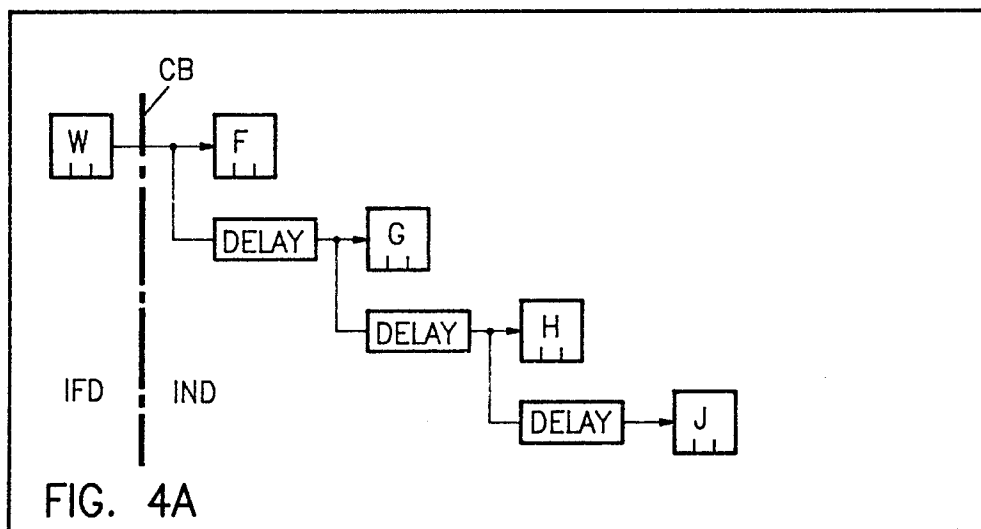 CB
W F
DELAY G
DELAY H
IFD IND
DELAY J
FIG. 4A